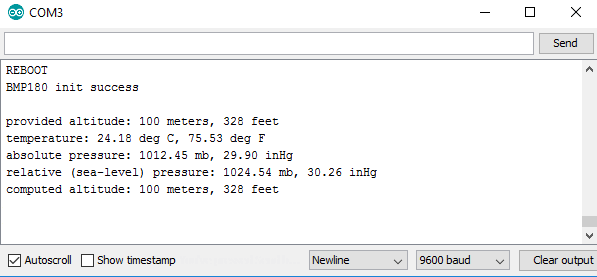 COM3
Send
REBOOT
BMP180 init success
provided altitude: 100 meters, 328 feet
temperature: 24.18 deg C, 75.53 deg F
absolute pressure: 1012.45 mb, 29.90 inHg
relative (sea-level) pressure: 1024.54 mb, 30.26 inHg
computed altitude: 100 meters, 328 feet
Autoscroll Show timestamp Newline 9600 baud Clear output